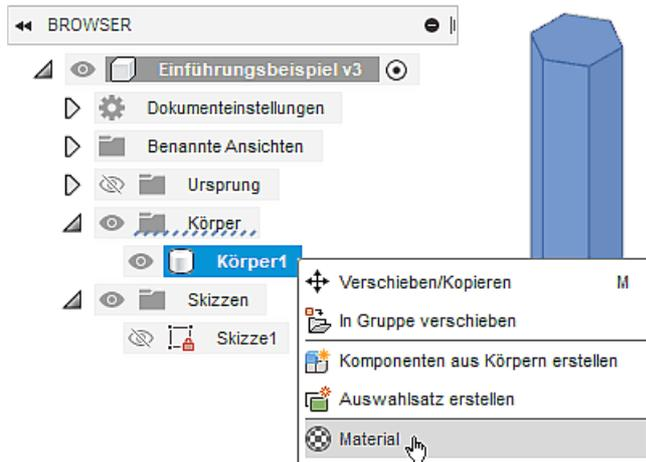 BROWSER
Einführungsbeispiel v3
Dokumenteinstellungen
Benannte Ansichten
Ursprung
Körper
Körper1
Verschieben/Kopieren M
Skizzen
In Gruppe verschieben
Skizze1
Komponenten aus Körpern erstellen
Auswahlsatz erstellen
Material